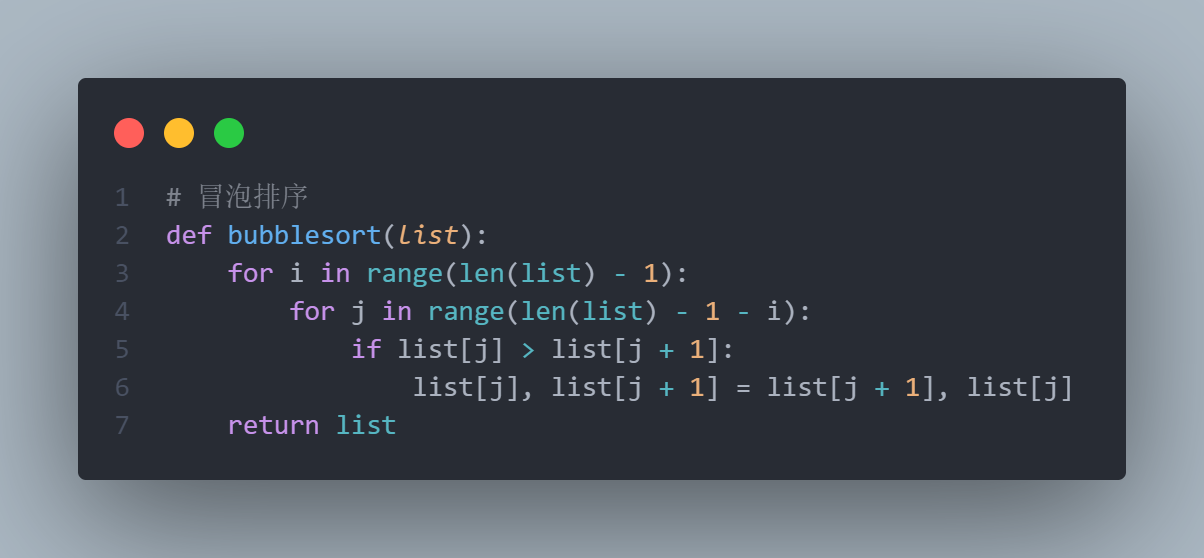 1 # 冒泡排序
2 def bubblesort(list):
3     for i in range(len(list) - 1):
4         for j in range(len(list) - 1 - i):
5             if list[j] > list[j + 1]:
6                 list[j], list[j + 1] = list[j + 1], list[j]
7     return list